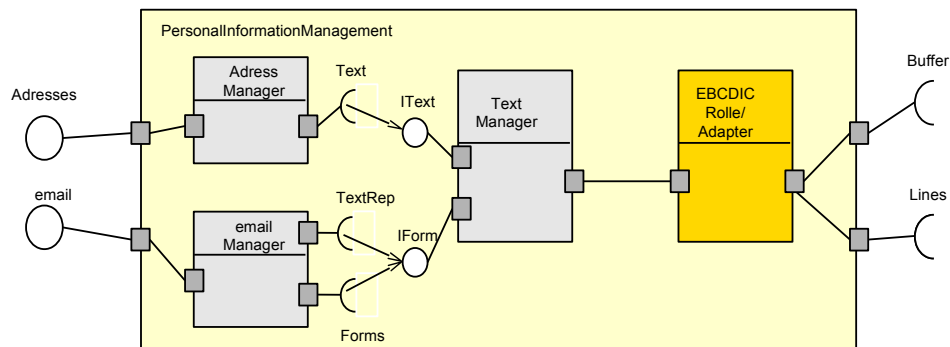 PersonalInformationManagement
Adresses
Adress
Manager
Text
IText
Text
Manager
EBCDIC
Rolle/
Adapter
Buffer
email
email
Manager
TextRep
IForm
Forms
Lines